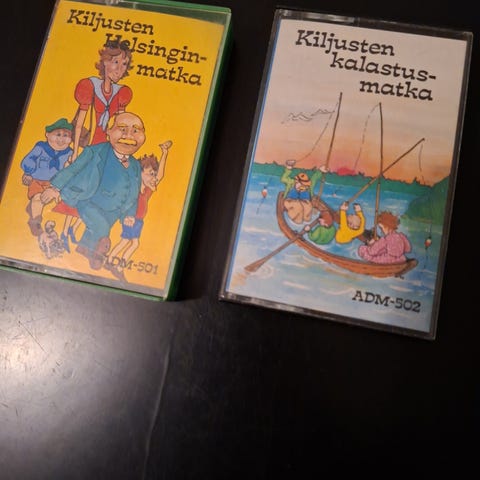 Kiljusten
Helsingin-
matka
ADM-501
Kiljusten
kalastus-
matka
ADM-502